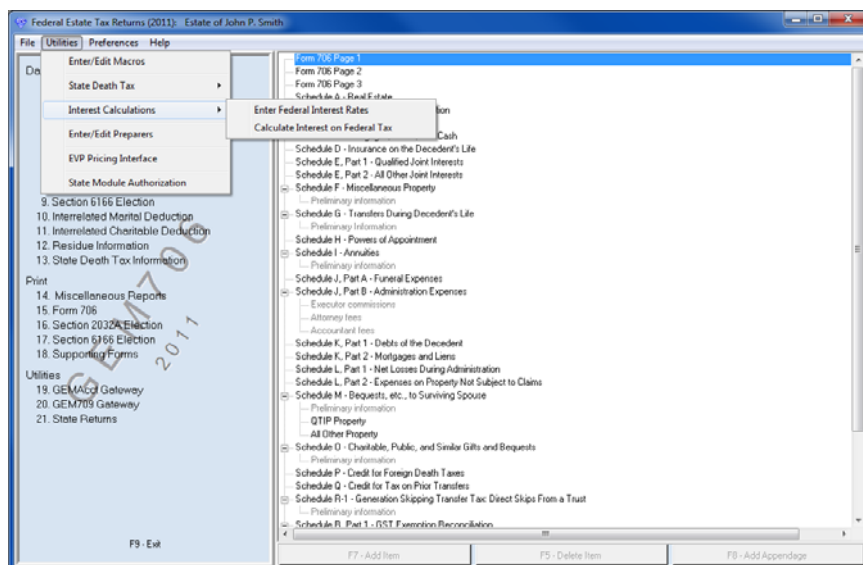 Federal Estate Tax Returns (2011): Estate of John P. Smith
File Utilities Preferences Help
Enter/Edit Macros
State Death Tax
Interest Calculations
Enter/Edit Preparers
EVP Pricing Interface
State Module Authorization
Enter Federal Interest Rates
Calculate Interest on Federal Tax
Da
9. Section 6166 Election
10. Interrelated Marital Deduction
11. Interrelated Charitable Deduction
12. Residue Information
13. State Death Tax Information
Print
14. Miscellaneous Reports
15. Form 706
16. Section 2032A Election
17. Section 6166 Election
18. Supporting Forms
Utilities
19. GEMAcct Gateway
20. GEM709 Gateway
21. State Returns
GEM706
2011
F9 - Exit
Form 706 Page 1
Form 706 Page 2
Form 706 Page 3
Schedule A - Real Estate
tion
Cash
Schedule D - Insurance on the Decedent's Life
Schedule E, Part 1 - Qualified Joint Interests
Schedule E, Part 2 - All Other Joint Interests
Schedule F - Miscellaneous Property
Preliminary information
Schedule G - Transfers During Decedent's Life
Preliminary Information
Schedule H - Powers of Appointment
Schedule I - Annuities
Preliminary information
Schedule J, Part A - Funeral Expenses
Schedule J, Part B - Administration Expenses
Executor commissions
Attorney fees
Accountant fees
Schedule K, Part 1 - Debts of the Decedent
Schedule K, Part 2 - Mortgages and Liens
Schedule L, Part 1 - Net Losses During Administration
Schedule L, Part 2 - Expenses on Property Not Subject to Claims
Schedule M - Bequests, etc., to Surviving Spouse
Preliminary information
QTIP Property
All Other Property
Schedule O - Charitable, Public, and Similar Gifts and Bequests
Preliminary information
Schedule P - Credit for Foreign Death Taxes
Schedule Q - Credit for Tax on Prior Transfers
Schedule R-1 - Generation Skipping Transfer Tax: Direct Skips From a Trust
Preliminary information
Schedule R, Part 1 - GST Exemption Reconciliation
F7 - Add Item
F5 - Delete Item
F8 - Add Appendage